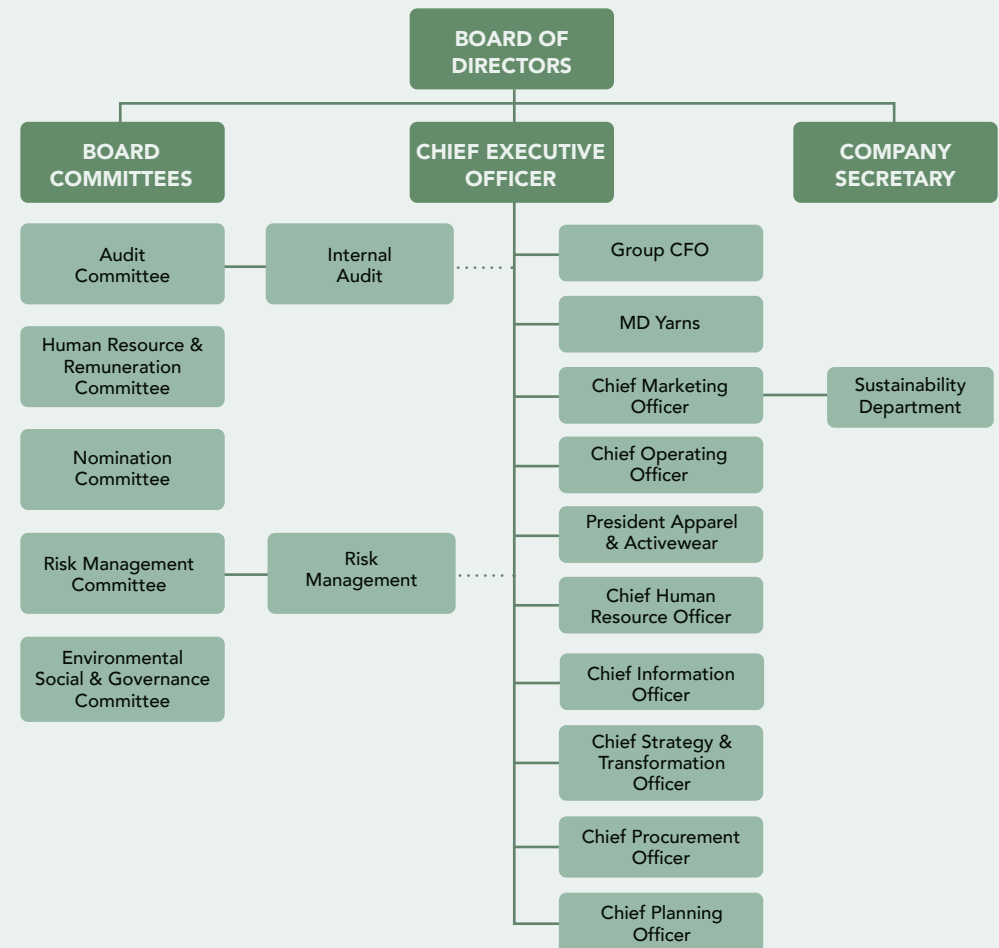 BOARD OF
DIRECTORS
BOARD
COMMITTEES
CHIEF EXECUTIVE
OFFICER
COMPANY
SECRETARY
Audit
Committee
Internal
Audit
Human Resource &
Remuneration
Committee
Nomination
Committee
Risk Management
Committee
Risk
Management
Environmental
Social & Governance
Committee
Group CFO
MD Yarns
Chief Marketing
Officer
Sustainability
Department
Chief Operating
Officer
President Apparel
& Activewear
Chief Human
Resource Officer
Chief Information
Officer
Chief Strategy &
Transformation
Officer
Chief Procurement
Officer
Chief Planning
Officer